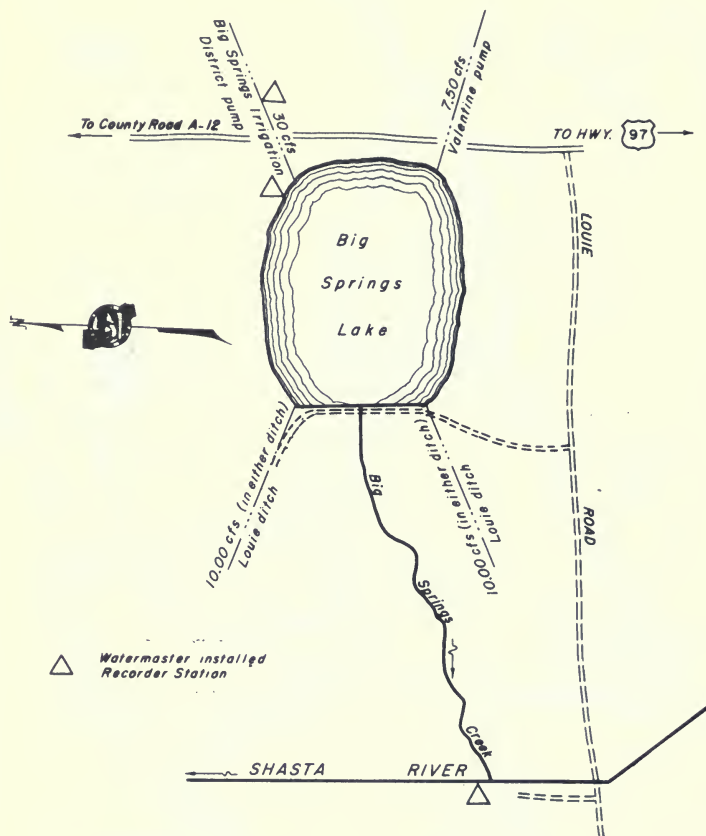 Big Springs Irrigation
District pump
30 cfs
7.50 cfs
Valentine pump
To County Road A-12
TO HWY. 97
LOUIE
ROAD
Big
Springs
Lake
N
10.00 cfs (in either ditch)
Louie ditch
Louie ditch
10.00 cfs (in either ditch)
Big
Springs
Creek
Watermaster installed
Recorder Station
SHASTA RIVER